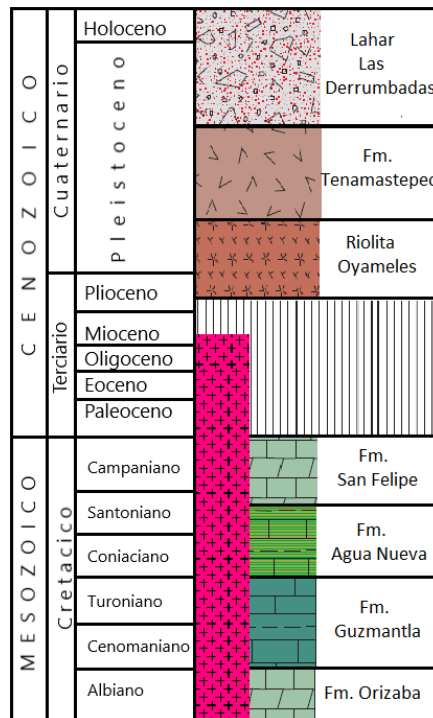 CENOZOICO
Cuaternario
Holoceno
Pleistoceno
Lahar
Las
Derrumbadas
Fm.
Tenamastepec
Riolita
Oyameles
Terciario
Plioceno
Mioceno
Oligoceno
Eoceno
Paleoceno
MESOZOICO
Cretacico
Campaniano
Santoniano
Coniaciano
Turoniano
Cenomaniano
Albiano
Fm.
San Felipe
Fm.
Agua Nueva
Fm.
Guzmantla
Fm. Orizaba